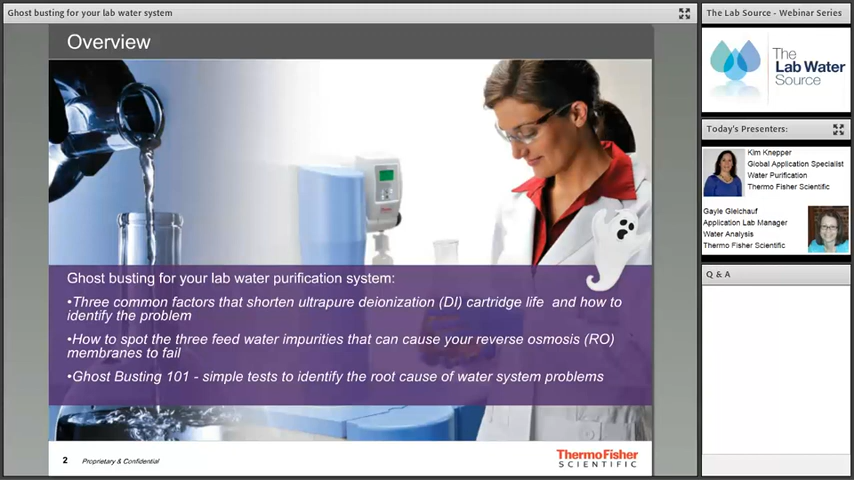 Ghost busting for your lab water system
Overview
Ghost busting for your lab water purification system:
•Three common factors that shorten ultrapure deionization (DI) cartridge life and how to
identify the problem
•How to spot the three feed water impurities that can cause your reverse osmosis (RO)
membranes to fail
•Ghost Busting 101 - simple tests to identify the root cause of water system problems
2 Proprietary & Confidential
ThermoFisher
SCIENTIFIC
The Lab Source - Webinar Series
The
Lab Water
Source
Today's Presenters:
Kim Knepper
Global Application Specialist
Water Purification
Thermo Fisher Scientific
Gayle Gleichauf
Application Lab Manager
Water Analysis
Thermo Fisher Scientific
Q & A